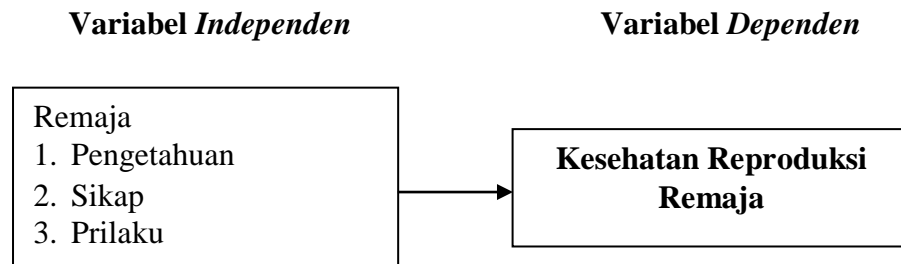 Variabel Independen
Variabel Dependen
Remaja
1. Pengetahuan
2. Sikap
3. Prilaku
Kesehatan Reproduksi
Remaja